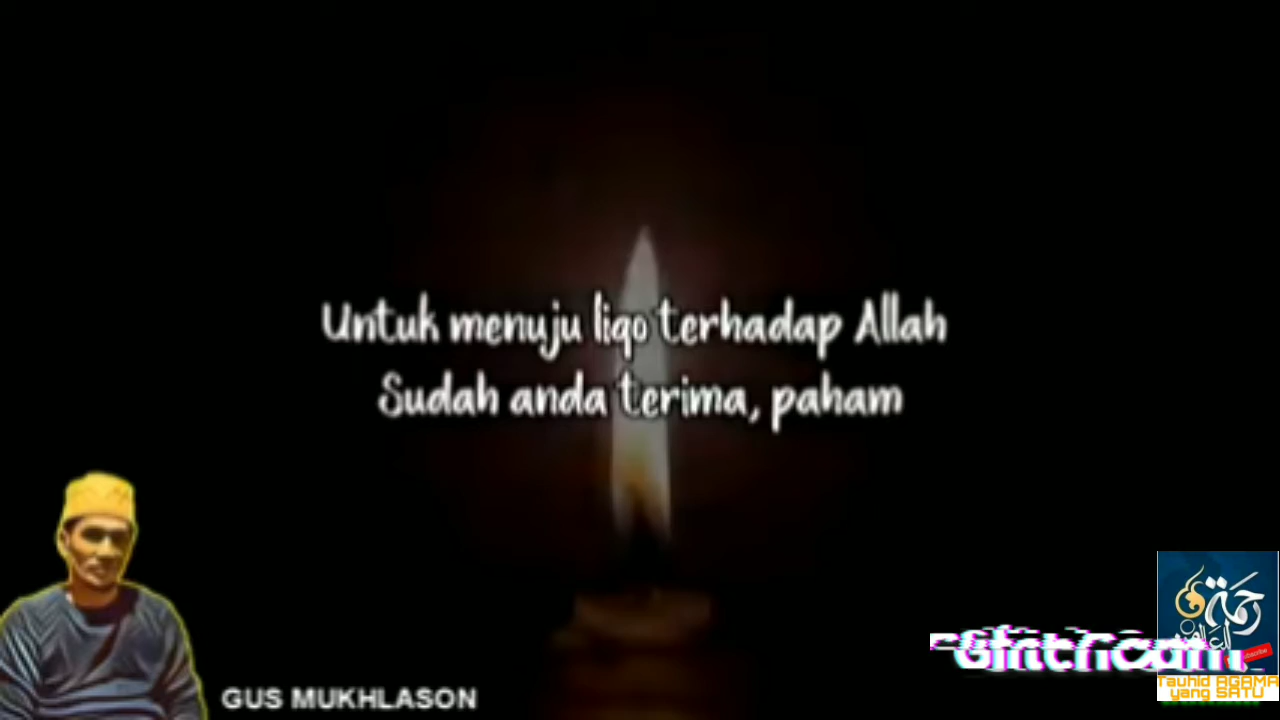 Untuk menuju liqo terhadap Allah
Sudah anda terima, paham
GUS MUKHLASON
Tauhid AGAMA
yang SATU